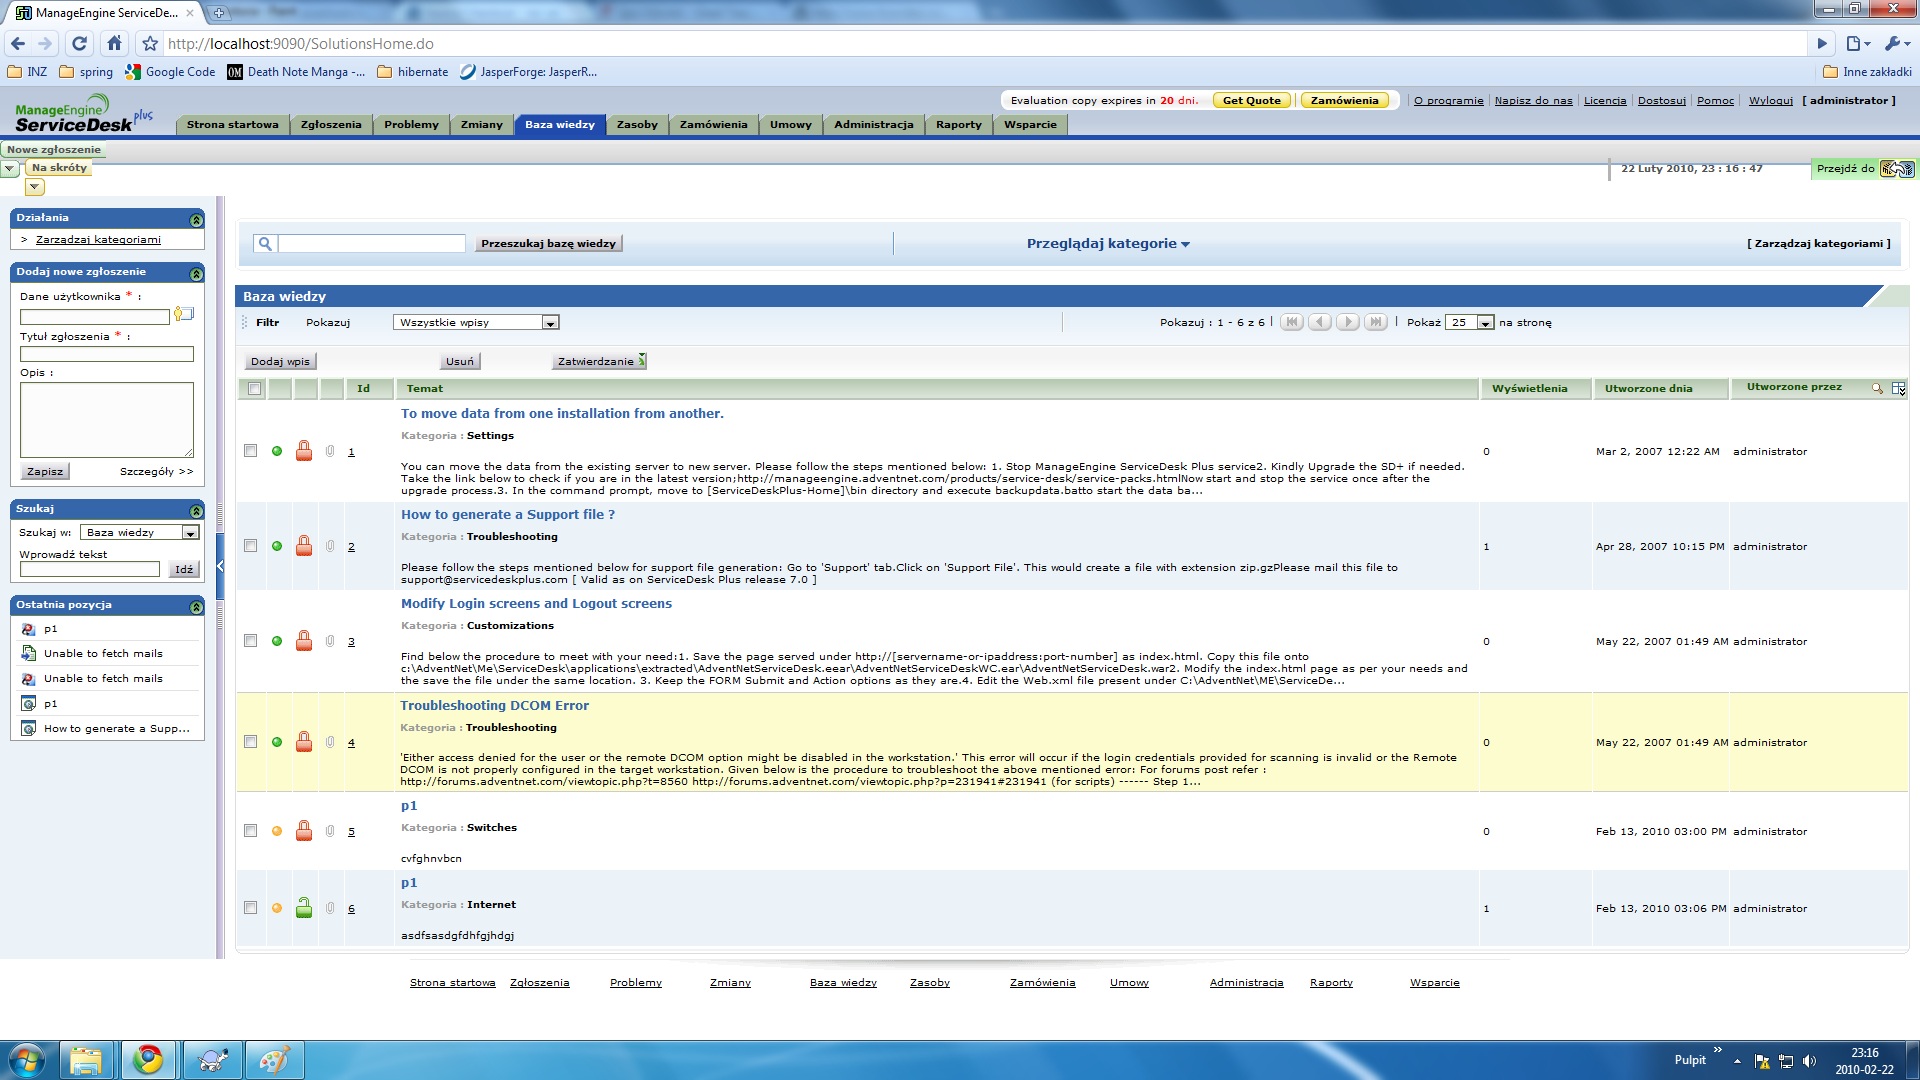 ManageEngine ServiceDe...
http://localhost:9090/SolutionsHome.do
INZ spring Google Code Death Note Manga -... hibernate JasperForge: JasperR... Inne zakładki
ManageEngine
ServiceDesk plus
Evaluation copy expires in 20 dni. Get Quote Zamówienia O programie Napisz do nas Licencja Dostosuj Pomoc Wyloguj [ administrator ]
Strona startowa Zgłoszenia Problemy Zmiany Baza wiedzy Zasoby Zamówienia Umowy Administracja Raporty Wsparcie
Nowe zgłoszenie
Na skróty
22 Luty 2010, 23 : 16 : 47 Przejdź do
Działania
> Zarządzaj kategoriami
Dodaj nowe zgłoszenie
Dane użytkownika * :
Tytuł zgłoszenia * :
Opis :
Zapisz Szczegóły >>
Szukaj
Szukaj w: Baza wiedzy
Wprowadź tekst
Idź
Ostatnia pozycja
p1
Unable to fetch mails
Unable to fetch mails
p1
How to generate a Supp...
Przeszukaj bazę wiedzy Przeglądaj kategorie [ Zarządzaj kategoriami ]
Baza wiedzy
Filtr Pokazuj Wszystkie wpisy Pokazuj : 1 - 6 z 6 | Pokaż 25 na stronę
Dodaj wpis Usuń Zatwierdzanie
Id Temat Wyświetlenia Utworzone dnia Utworzone przez
To move data from one installation from another.
Kategoria : Settings
1 0 Mar 2, 2007 12:22 AM administrator
You can move the data from the existing server to new server. Please follow the steps mentioned below: 1. Stop ManageEngine ServiceDesk Plus service2. Kindly Upgrade the SD+ if needed.
Take the link below to check if you are in the latest version;http://manageengine.adventnet.com/products/service-desk/service-packs.htmlNow start and stop the service once after the
upgrade process.3. In the command prompt, move to [ServiceDeskPlus-Home]\bin directory and execute backupdata.batto start the data ba...
How to generate a Support file ?
Kategoria : Troubleshooting
2 1 Apr 28, 2007 10:15 PM administrator
Please follow the steps mentioned below for support file generation: Go to 'Support' tab.Click on 'Support File'. This would create a file with extension zip.gzPlease mail this file to
support@servicedeskplus.com [ Valid as on ServiceDesk Plus release 7.0 ]
Modify Login screens and Logout screens
Kategoria : Customizations
3 0 May 22, 2007 01:49 AM administrator
Find below the procedure to meet with your need:1. Save the page served under http://[servername-or-ipaddress:port-number] as index.html. Copy this file onto
c:\AdventNet\Me\ServiceDesk\applications\extracted\AdventNetServiceDesk.eear\AdventNetServiceDeskWC.ear\AdventNetServiceDesk.war2. Modify the index.html page as per your needs and
the save the file under the same location. 3. Keep the FORM Submit and Action options as they are.4. Edit the Web.xml file present under C:\AdventNet\ME\ServiceDe...
Troubleshooting DCOM Error
Kategoria : Troubleshooting
4 0 May 22, 2007 01:49 AM administrator
'Either access denied for the user or the remote DCOM option might be disabled in the workstation.' This error will occur if the login credentials provided for scanning is invalid or the Remote
DCOM is not properly configured in the target workstation. Given below is the procedure to troubleshoot the above mentioned error: For forums post refer :
http://forums.adventnet.com/viewtopic.php?t=8560 http://forums.adventnet.com/viewtopic.php?p=231941#231941 (for scripts) ------ Step 1...
p1
Kategoria : Switches
5 0 Feb 13, 2010 03:00 PM administrator
cvfghnvbcn
p1
Kategoria : Internet
6 1 Feb 13, 2010 03:06 PM administrator
asdfsasdgfdhfgjhdgj
Strona startowa Zgłoszenia Problemy Zmiany Baza wiedzy Zasoby Zamówienia Umowy Administracja Raporty Wsparcie
Pulpit » 23:16
2010-02-22